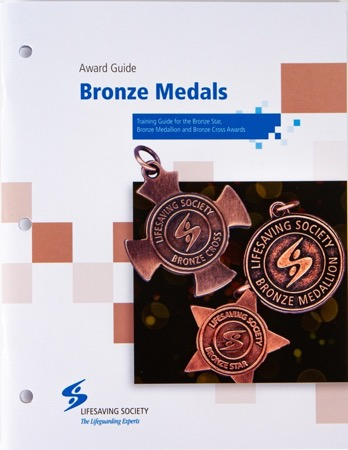 Award Guide
Bronze Medals
Training Guide for the Bronze Star,
Bronze Medallion and Bronze Cross Awards
LIFESAVING SOCIETY
BRONZE CROSS
LIFESAVING SOCIETY
BRONZE MEDALLION
LIFESAVING SOCIETY
BRONZE STAR
LIFESAVING SOCIETY
The Lifeguarding Experts